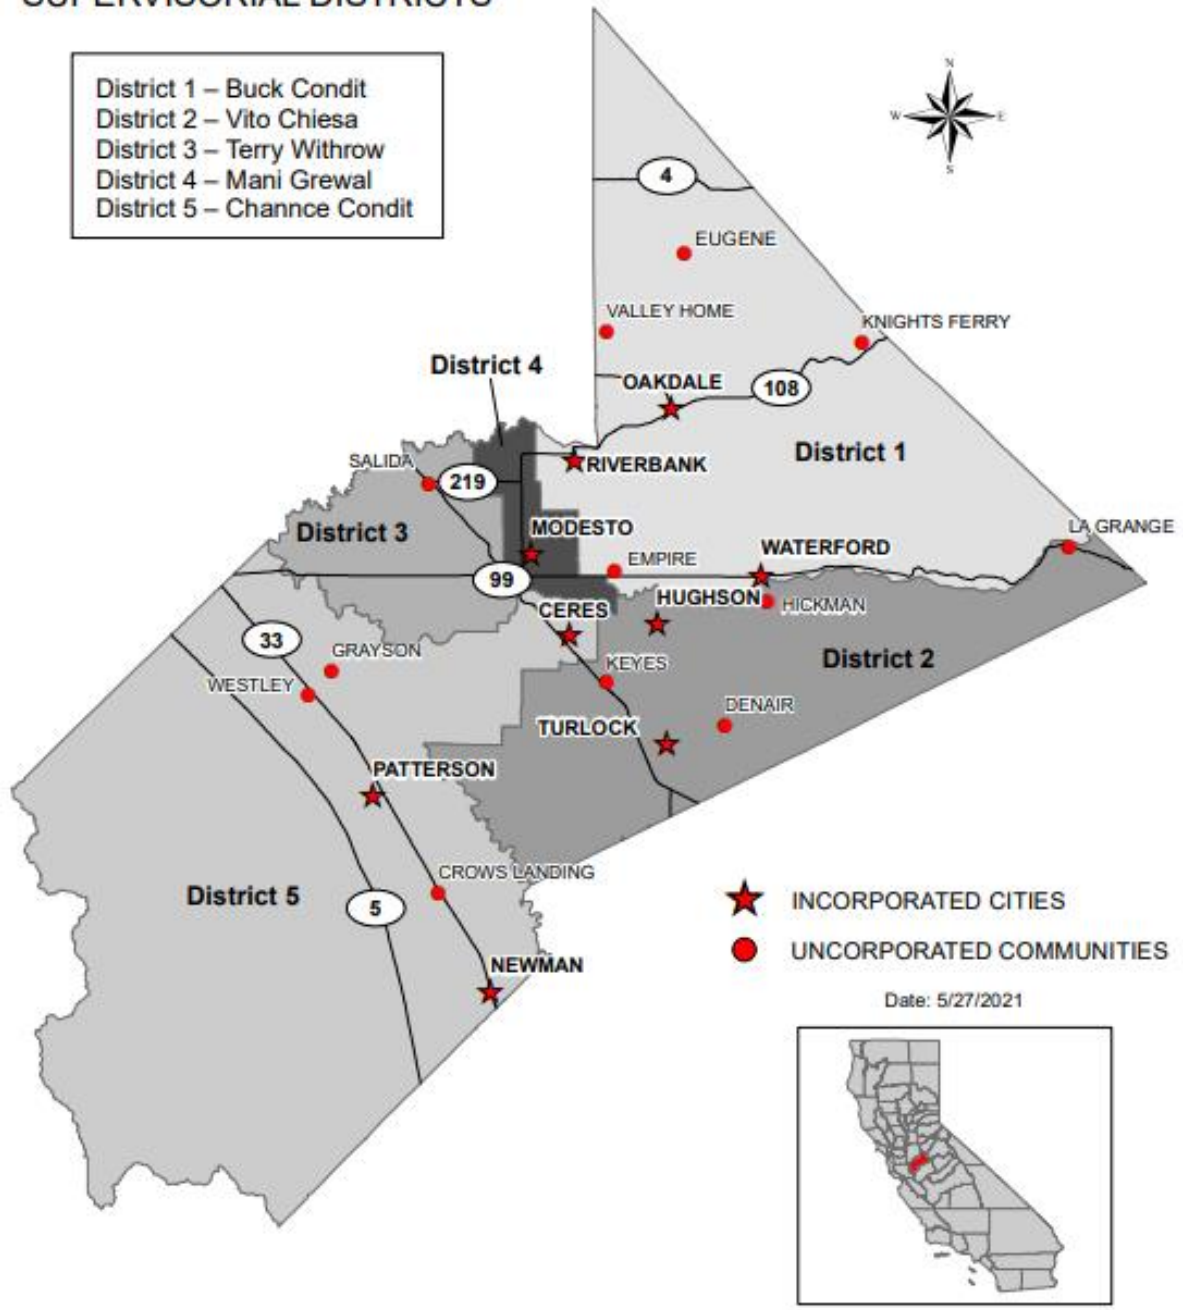 SUPERVISORIAL DISTRICTS
District 1 – Buck Condit
District 2 – Vito Chiesa
District 3 – Terry Withrow
District 4 – Mani Grewal
District 5 – Channce Condit
N
W
E
S
4
EUGENE
VALLEY HOME
KNIGHTS FERRY
District 4
OAKDALE
108
District 1
SALIDA
RIVERBANK
219
District 3
MODESTO
LA GRANGE
WATERFORD
EMPIRE
99
HUGHSON
HICKMAN
CERES
33
GRAYSON
KEYES
District 2
WESTLEY
DENAIR
TURLOCK
PATTERSON
CROWS LANDING
District 5
5
NEWMAN
INCORPORATED CITIES
UNCORPORATED COMMUNITIES
Date: 5/27/2021